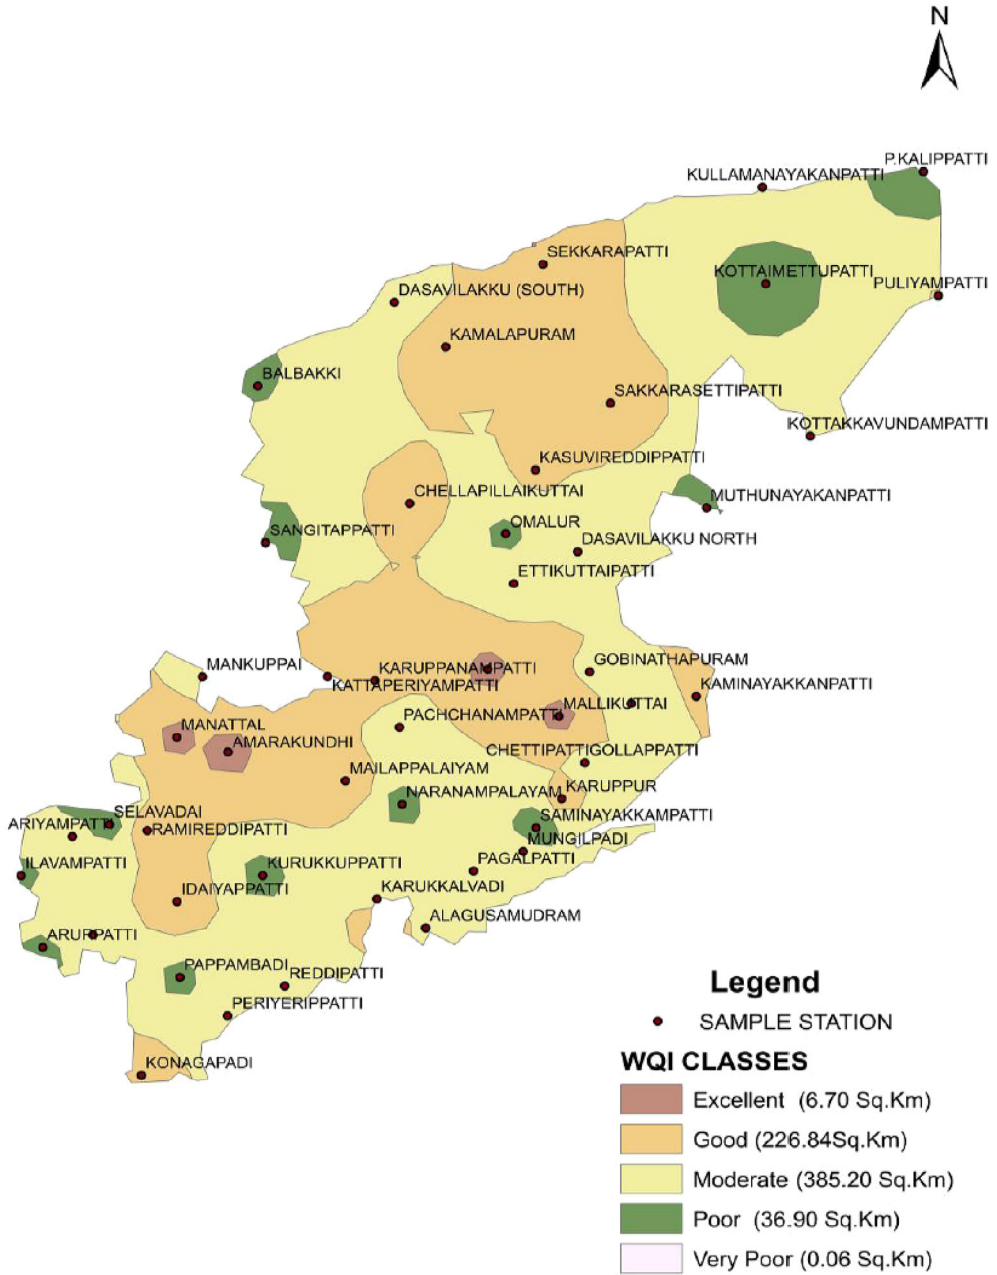 N
P.KALIPPATTI
KULLAMANAYAKANPATTI
SEKKARAPATTI
KOTTAIMETTUPATTI
PULIYAMPATTI
DASAVILAKKU (SOUTH)
KAMALAPURAM
BALBAKKI
SAKKARASETTIPATTI
KOTTAKKAVUNDAMPATTI
KASUVIREDDIPPATTI
CHELLAPILLAIKUTTAI
MUTHUNAYAKANPATTI
SANGITAPPATTI
OMALUR
DASAVILAKKU NORTH
ETTIKUTTAIPATTI
MANKUPPAI
KARUPPANAMPATTI
GOBINATHAPURAM
KATTAPERIYAMPATTI
KAMINAYAKKANPATTI
MALLIKUTTAI
PACHCHANAMPATTI
MANATTAL
AMARAKUNDHI
CHETTIPATTI
GOLLAPPATTI
MAILAPPALAIYAM
NARANAMPALAYAM
KARUPPUR
SELAVADAI
SAMINAYAKKAMPATTI
ARIYAMPATTI
RAMIREDDIPATTI
MUNGILPADI
ILAVAMPATTI
KURUKKUPPATTI
PAGALPATTI
IDAIYAPPATTI
KARUKKALVADI
ALAGUSAMUDRAM
ARURPATTI
PAPPAMBADI
REDDIPATTI
PERIYERIPPATTI
KONAGAPADI
Legend
SAMPLE STATION
WQI CLASSES
Excellent (6.70 Sq.Km)
Good (226.84Sq.Km)
Moderate (385.20 Sq.Km)
Poor (36.90 Sq.Km)
Very Poor (0.06 Sq.Km)